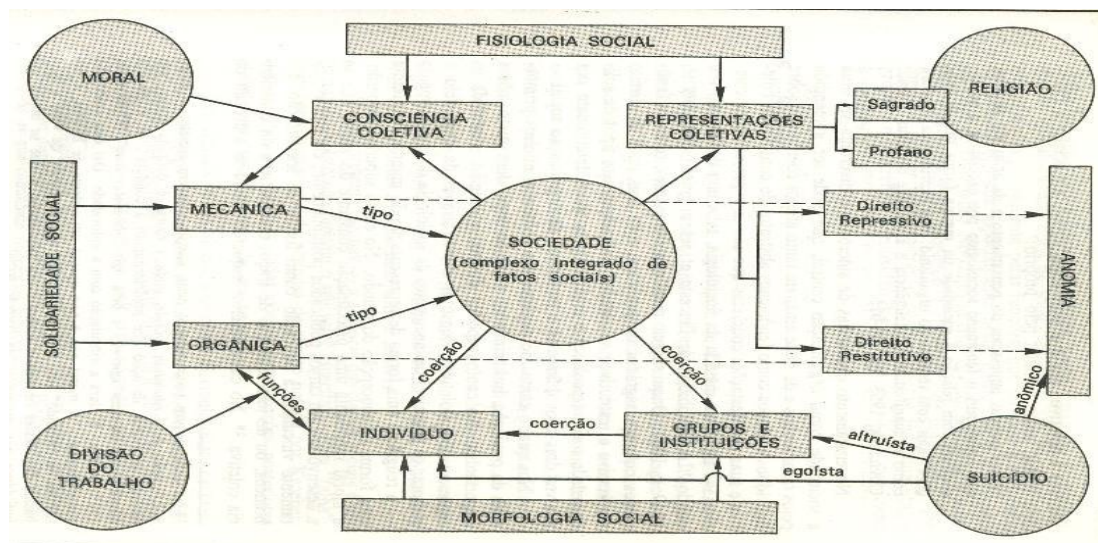 FISIOLOGIA SOCIAL
MORAL
RELIGIÃO
CONSCIÊNCIA
COLETIVA
REPRESENTAÇÕES
COLETIVAS
Sagrado
Profano
SOLIDARIEDADE SOCIAL
MECÂNICA
tipo
SOCIEDADE
(complexo integrado de
fatos sociais)
Direito
Repressivo
ANOMIA
ORGÂNICA
tipo
Direito
Restitutivo
funções
coerção
coerção
anômico
DIVISÃO
DO
TRABALHO
INDIVÍDUO
coerção
GRUPOS E
INSTITUIÇÕES
altruísta
egoísta
SUICÍDIO
MORFOLOGIA SOCIAL